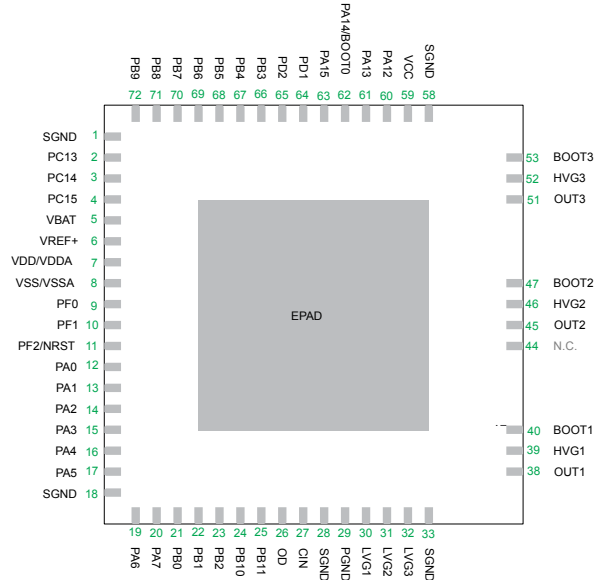 PB9 PB8 PB7 PB6 PB5 PB4 PB3 PD2 PD1 PA15 PA14/BOOT0 PA13 PA12 VCC SGND
72 71 70 69 68 67 66 65 64 63 62 61 60 59 58
SGND 1
PC13 2
53 BOOT3
PC14 3
52 HVG3
PC15 4
51 OUT3
VBAT 5
VREF+ 6
VDD/VDDA 7
VSS/VSSA 8
47 BOOT2
PF0 9
46 HVG2
PF1 10
45 OUT2
EPAD
PF2/NRST 11
44 N.C.
PA0 12
PA1 13
PA2 14
PA3 15
40 BOOT1
PA4 16
39 HVG1
PA5 17
38 OUT1
SGND 18
19 20 21 22 23 24 25 26 27 28 29 30 31 32 33
PA6 PA7 PB0 PB1 PB2 PB10 PB11 OD CIN SGND PGND LVG1 LVG2 LVG3 SGND